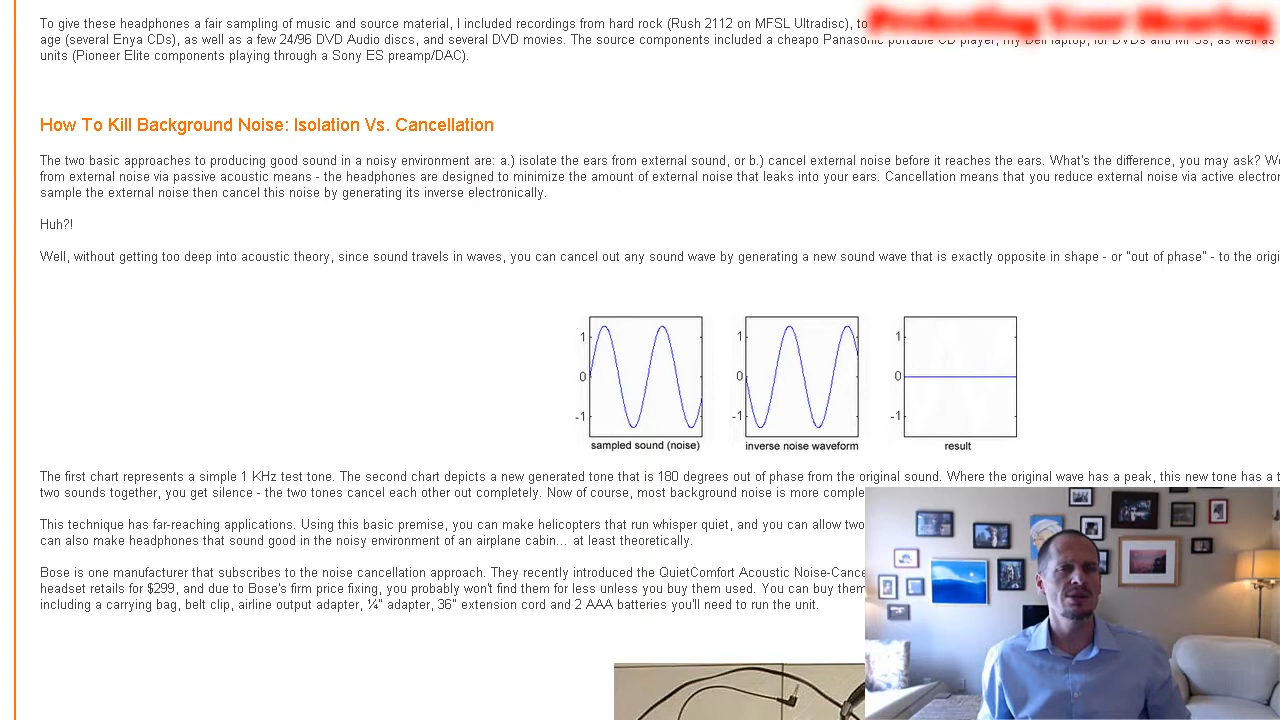 To give these headphones a fair sampling of music and source material, I included recordings from hard rock (Rush 2112 on MFSL Ultradisc), to
Protecting Your Hearing
age (several Enya CDs), as well as a few 24/96 DVD Audio discs, and several DVD movies. The source components included a cheapo Panasonic portable CD player, my Dell laptop, for DVDs and MP3s, as well as
units (Pioneer Elite components playing through a Sony ES preamp/DAC).
How To Kill Background Noise: Isolation Vs. Cancellation
The two basic approaches to producing good sound in a noisy environment are: a.) isolate the ears from external sound, or b.) cancel external noise before it reaches the ears. What's the difference, you may ask?
from external noise via passive acoustic means - the headphones are designed to minimize the amount of external noise that leaks into your ears. Cancellation means that you reduce external noise via active
sample the external noise then cancel this noise by generating its inverse electronically.
Huh?!
Well, without getting too deep into acoustic theory, since sound travels in waves, you can cancel out any sound wave by generating a new sound wave that is exactly opposite in shape - or "out of phase" - to the
1 1 1
0 0 0
-1 -1 -1
sampled sound (noise) inverse noise waveform result
The first chart represents a simple 1 KHz test tone. The second chart depicts a new generated tone that is 180 degrees out of phase from the original sound. Where the original wave has a peak, this new tone has a
two sounds together, you get silence - the two tones cancel each other out completely. Now of course, most background noise is more
This technique has far-reaching applications. Using this basic premise, you can make helicopters that run whisper quiet, and you can allow two
can also make headphones that sound good in the noisy environment of an airplane cabin... at least theoretically.
Bose is one manufacturer that subscribes to the noise cancellation approach. They recently introduced the QuietComfort Acoustic
headset retails for $299, and due to Bose's firm price fixing, you probably won't find them for less unless you buy them used. You can buy them
including a carrying bag, belt clip, airline output adapter, ¼" adapter, 36" extension cord and 2 AAA batteries you'll need to run the unit.